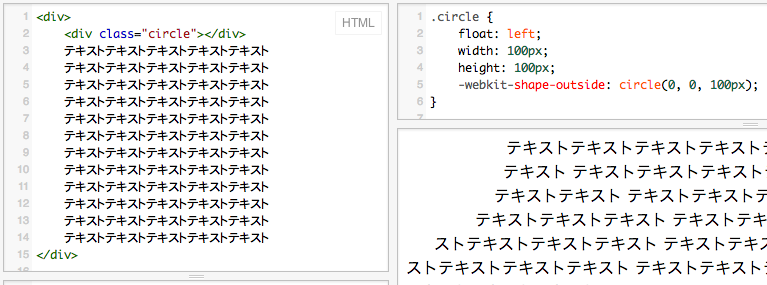 1 <div>
2 <div class="circle"></div>
3 テキストテキストテキストテキストテキスト
4 テキストテキストテキストテキストテキスト
5 テキストテキストテキストテキストテキスト
6 テキストテキストテキストテキストテキスト
7 テキストテキストテキストテキストテキスト
8 テキストテキストテキストテキストテキスト
9 テキストテキストテキストテキストテキスト
10 テキストテキストテキストテキストテキスト
11 テキストテキストテキストテキストテキスト
12 テキストテキストテキストテキストテキスト
13 テキストテキストテキストテキストテキスト
14 テキストテキストテキストテキストテキスト
15 </div>
HTML
1 .circle {
2 float: left;
3 width: 100px;
4 height: 100px;
5 -webkit-shape-outside: circle(0, 0, 100px);
6 }
テキストテキストテキストテキスト
テキスト テキストテキストテキスト
テキストテキスト テキストテキスト
テキストテキストテキスト テキスト
ストテキストテキストテキスト テキス
ストテキストテキストテキスト テキストテキ